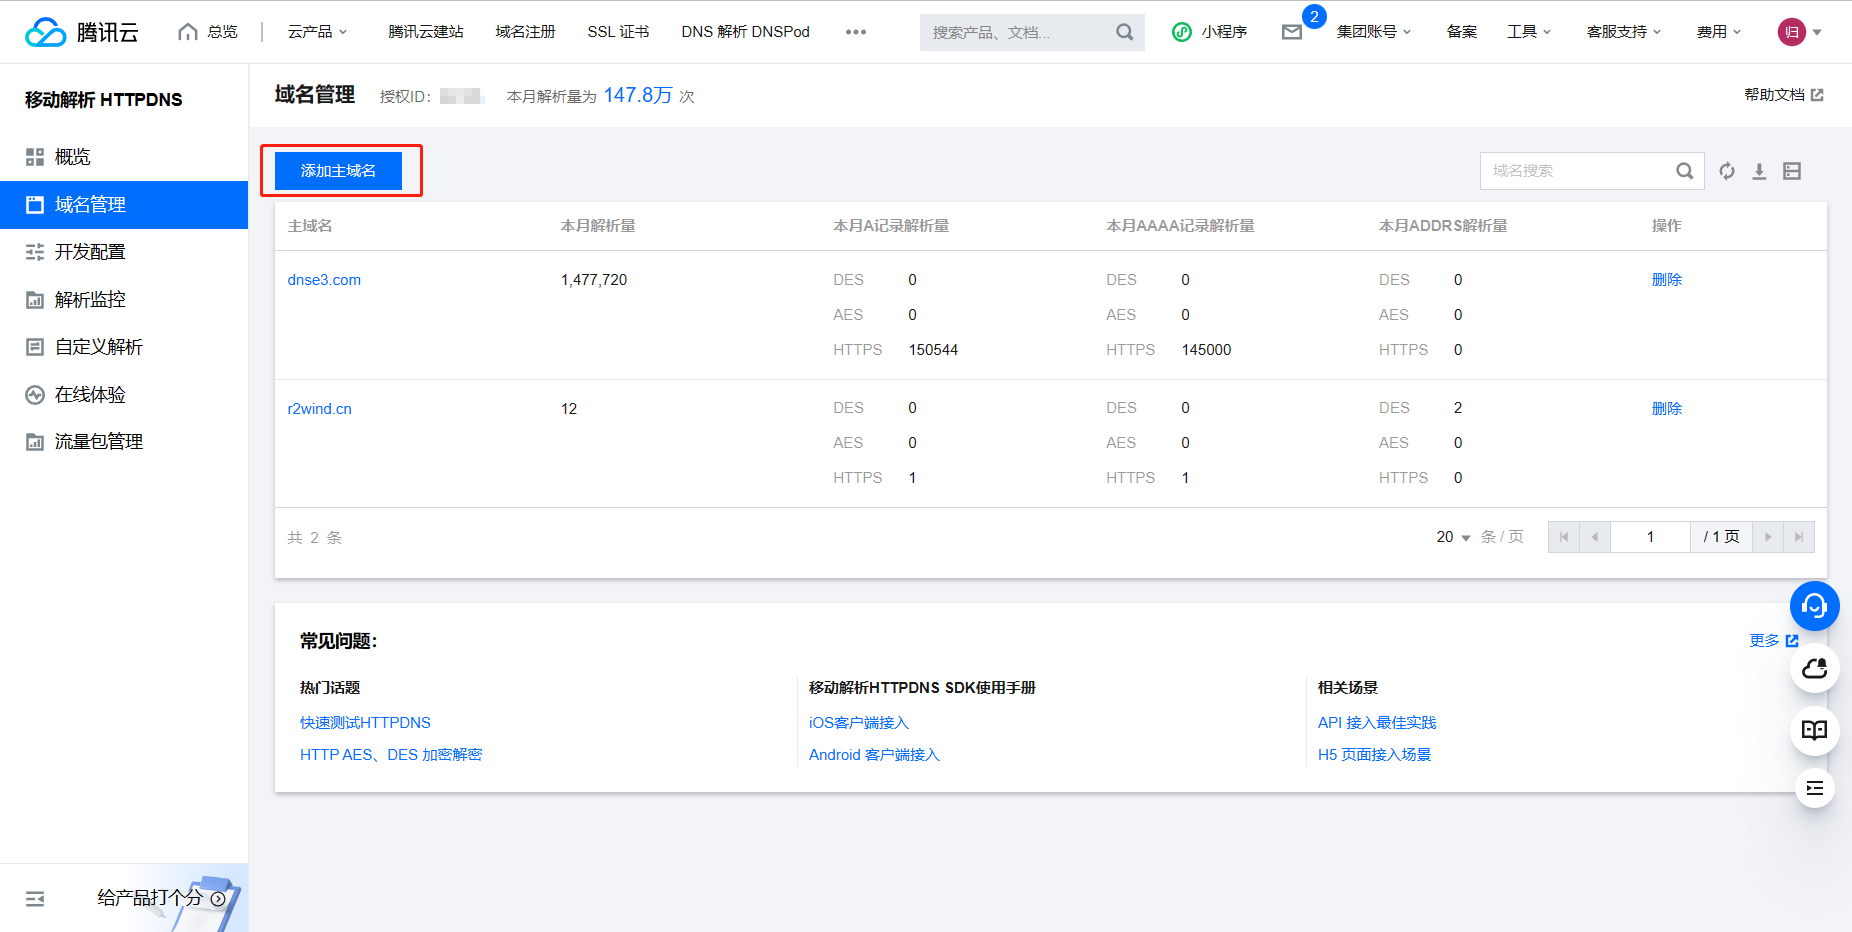 腾讯云 总览 云产品 腾讯云建站 域名注册 SSL 证书 DNS 解析 DNSPod ••• 搜索产品、文档... 小程序 2 集团账号 备案 工具 客服支持 费用 归
移动解析 HTTPDNS
概览
域名管理
开发配置
解析监控
自定义解析
在线体验
流量包管理
给产品打个分
域名管理 授权ID: 本月解析量为 147.8万 次 帮助文档
添加主域名 域名搜索
主域名 本月解析量 本月A记录解析量 本月AAAA记录解析量 本月ADDRS解析量 操作
dnse3.com 1,477,720 DES 0 DES 0 DES 0 删除
AES 0 AES 0 AES 0
HTTPS 150544 HTTPS 145000 HTTPS 0
r2wind.cn 12 DES 0 DES 0 DES 2 删除
AES 0 AES 0 AES 0
HTTPS 1 HTTPS 1 HTTPS 0
共 2 条 20 条 / 页 1 / 1 页
常见问题: 更多
热门话题
快速测试HTTPDNS
HTTP AES、DES 加密解密
移动解析HTTPDNS SDK使用手册
iOS客户端接入
Android 客户端接入
相关场景
API 接入最佳实践
H5 页面接入场景